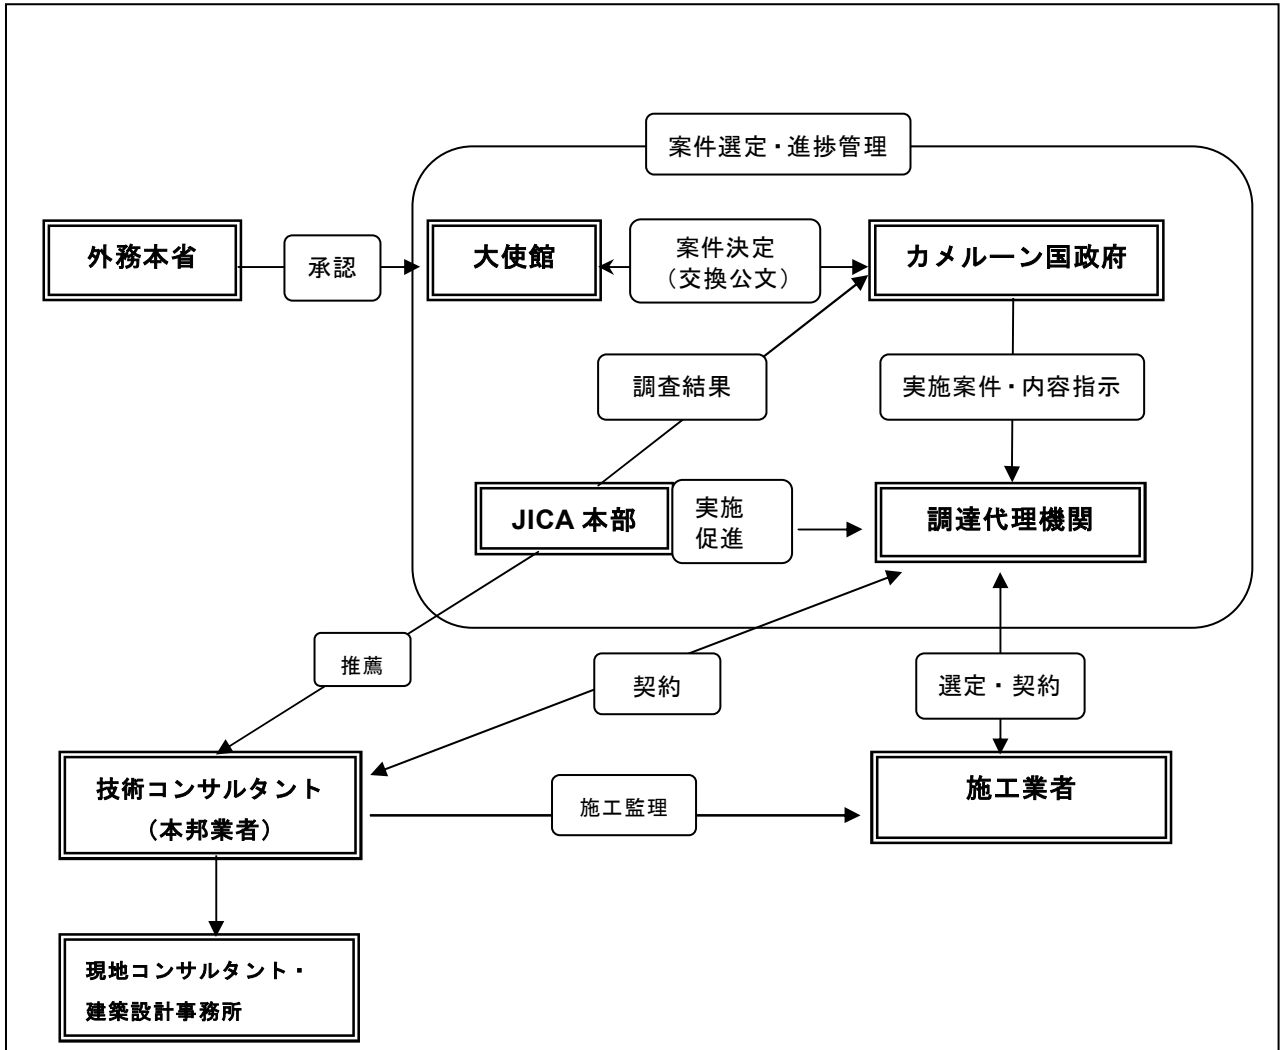 案件選定・進捗管理
外務本省
承認
大使館
案件決定
（交換公文）
カメルーン国政府
調査結果
実施案件・内容指示
JICA 本部
実施
促進
調達代理機関
推薦
契約
選定・契約
技術コンサルタント
（本邦業者）
施工監理
施工業者
現地コンサルタント・
建築設計事務所